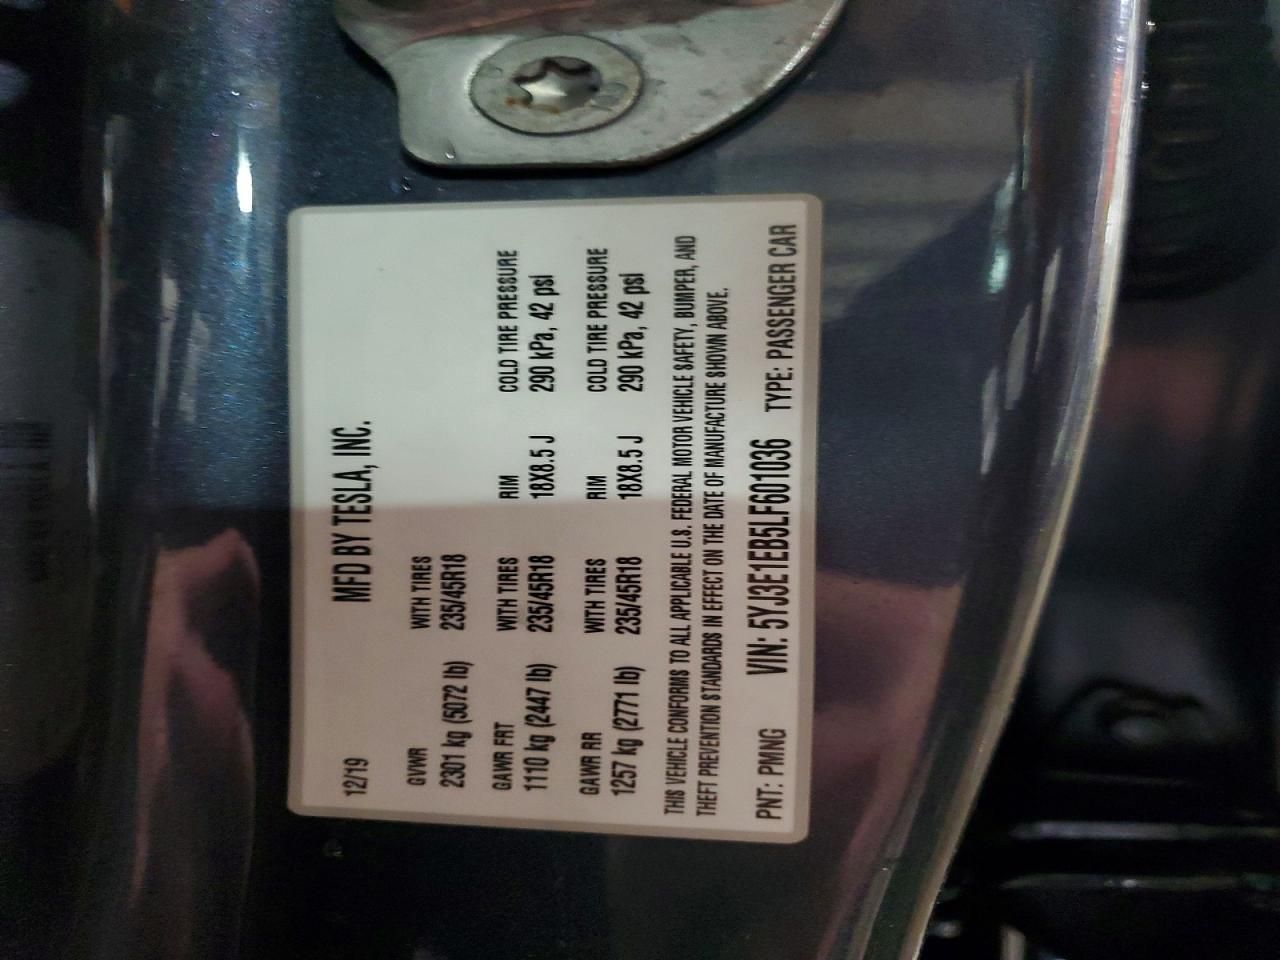 12/19 MFD BY TESLA, INC.
GVWR WITH TIRES
2301 kg (5072 lb) 235/45R18
GAWR FRT WITH TIRES RIM COLD TIRE PRESSURE
1110 kg (2447 lb) 235/45R18 18X8.5 J 290 kPa, 42 psi
GAWR RR WITH TIRES RIM COLD TIRE PRESSURE
1257 kg (2771 lb) 235/45R18 18X8.5 J 290 kPa, 42 psi
THIS VEHICLE CONFORMS TO ALL APPLICABLE U.S. FEDERAL MOTOR VEHICLE SAFETY, BUMPER, AND
THEFT PREVENTION STANDARDS IN EFFECT ON THE DATE OF MANUFACTURE SHOWN ABOVE.
PNT: PMNG VIN: 5YJ3E1EB5LF601036 TYPE: PASSENGER CAR